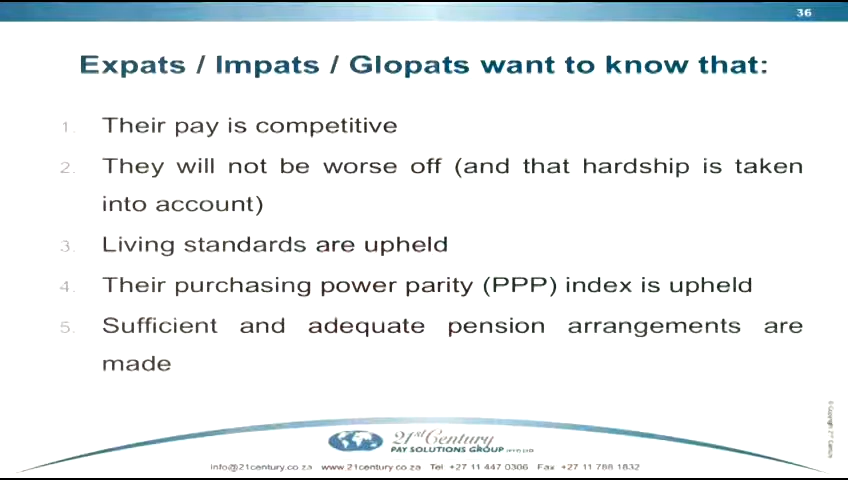 36
Expats / Impats / Glopats want to know that:
1. Their pay is competitive
2. They will not be worse off (and that hardship is taken
into account)
3. Living standards are upheld
4. Their purchasing power parity (PPP) index is upheld
5. Sufficient and adequate pension arrangements are
made
21st Century
PAY SOLUTIONS GROUP (PTY) LTD
info@21century.co.za www.21century.co.za Tel +27 11 447 0306 Fax +27 11 788 1832